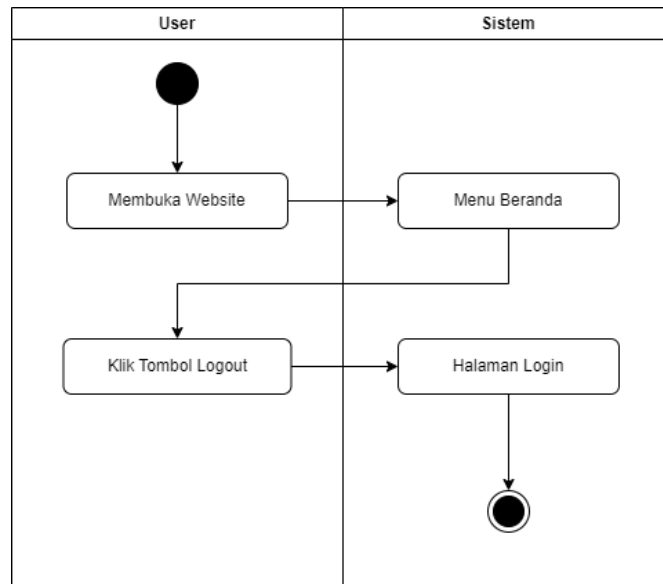 User
Sistem
Membuka Website
Menu Beranda
Klik Tombol Logout
Halaman Login